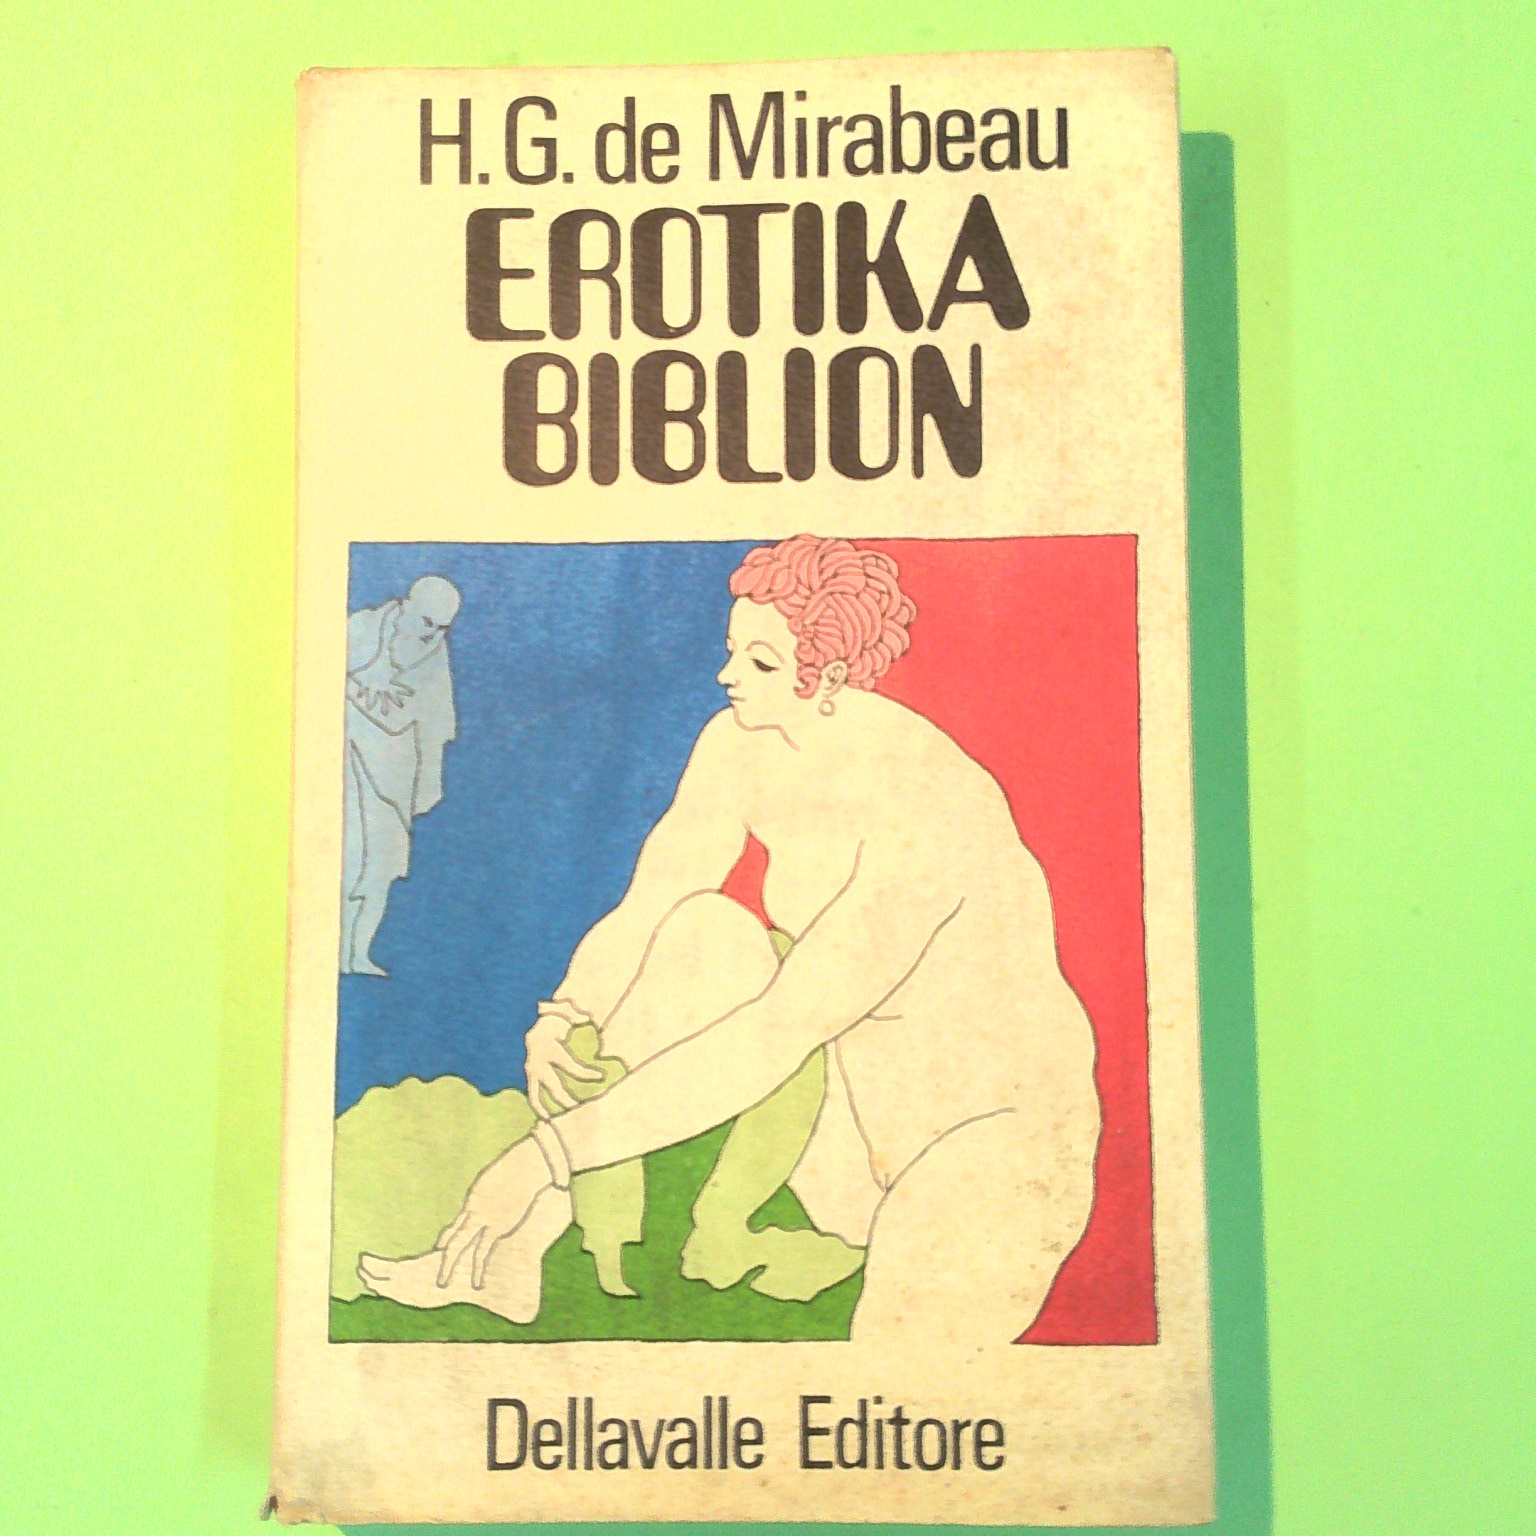 H.G. de Mirabeau
EROTIKA
BIBLION
Dellavalle Editore